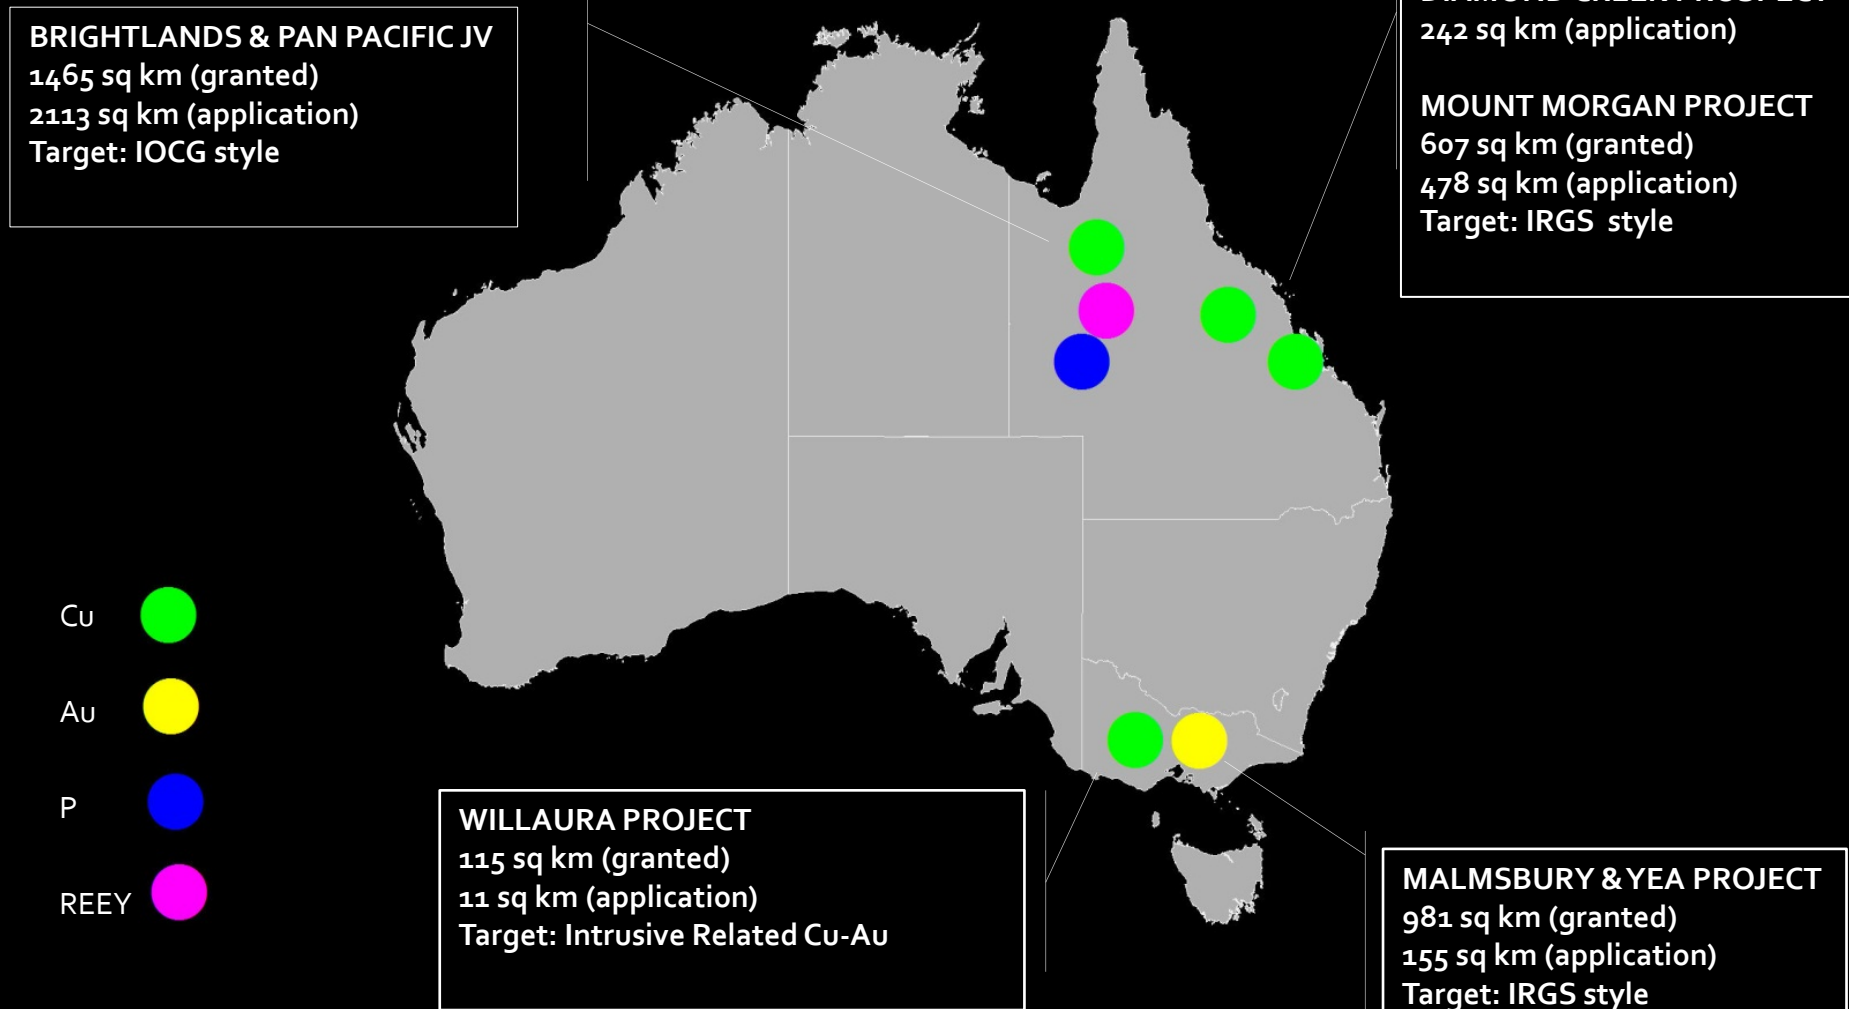 BRIGHTLANDS & PAN PACIFIC JV
1465 sq km (granted)
2113 sq km (application)
Target: IOCG style
DIAMOND CREEK PROSPECT
242 sq km (application)
MOUNT MORGAN PROJECT
607 sq km (granted)
478 sq km (application)
Target: IRGS style
Cu
Au
P
REEY
WILLAURA PROJECT
115 sq km (granted)
11 sq km (application)
Target: Intrusive Related Cu-Au
MALMSBURY & YEA PROJECT
981 sq km (granted)
155 sq km (application)
Target: IRGS style